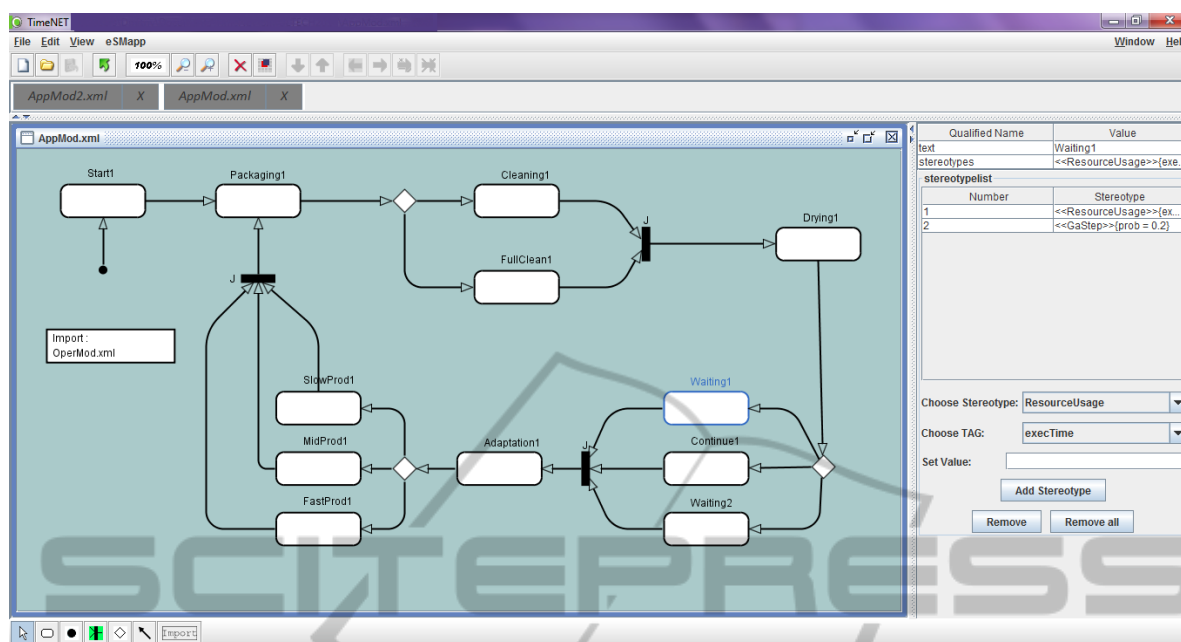 TimeNET
File Edit View eSMapp
Window Hel
100%
AppMod2.xml X AppMod.xml X
AppMod.xml
Start1
Packaging1
Cleaning1
J
Drying1
FullClean1
J
Import :
OperMod.xml
SlowProd1
Waiting1
MidProd1
Adaptation1
J
Continue1
FastProd1
Waiting2
Qualified Name Value
text Waiting1
stereotypes <<ResourceUsage>>{exe...
stereotypelist
Number Stereotype
1 <<ResourceUsage>>{ex...
2 <<GaStep>>{prob = 0.2}
Choose Stereotype: ResourceUsage
Choose TAG: execTime
Set Value:
Add Stereotype
Remove Remove all
SCITEPRESS
Import